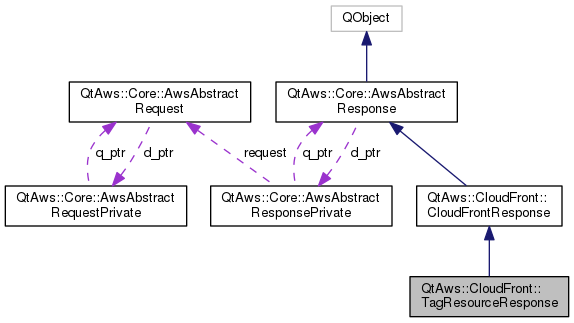 QObject
QtAws::Core::AwsAbstract
Request
QtAws::Core::AwsAbstract
Response
q_ptr
d_ptr
request
q_ptr
d_ptr
QtAws::Core::AwsAbstract
RequestPrivate
QtAws::Core::AwsAbstract
ResponsePrivate
QtAws::CloudFront::
CloudFrontResponse
QtAws::CloudFront::
TagResourceResponse